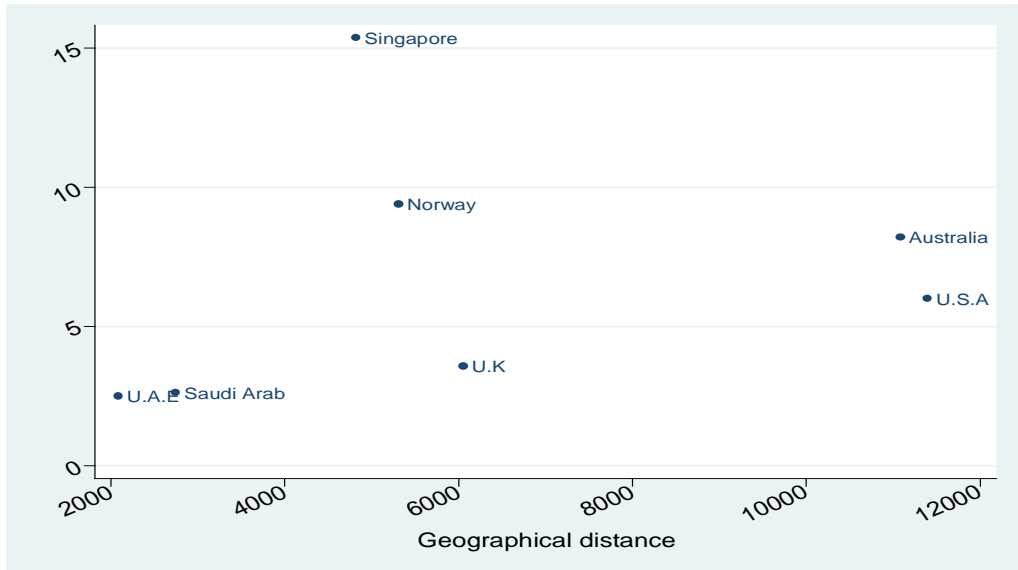 15
Singapore
10
Norway
Australia
U.S.A
5
U.K
U.A.E
Saudi Arab
0
2000 4000 6000 8000 10000 12000
Geographical distance